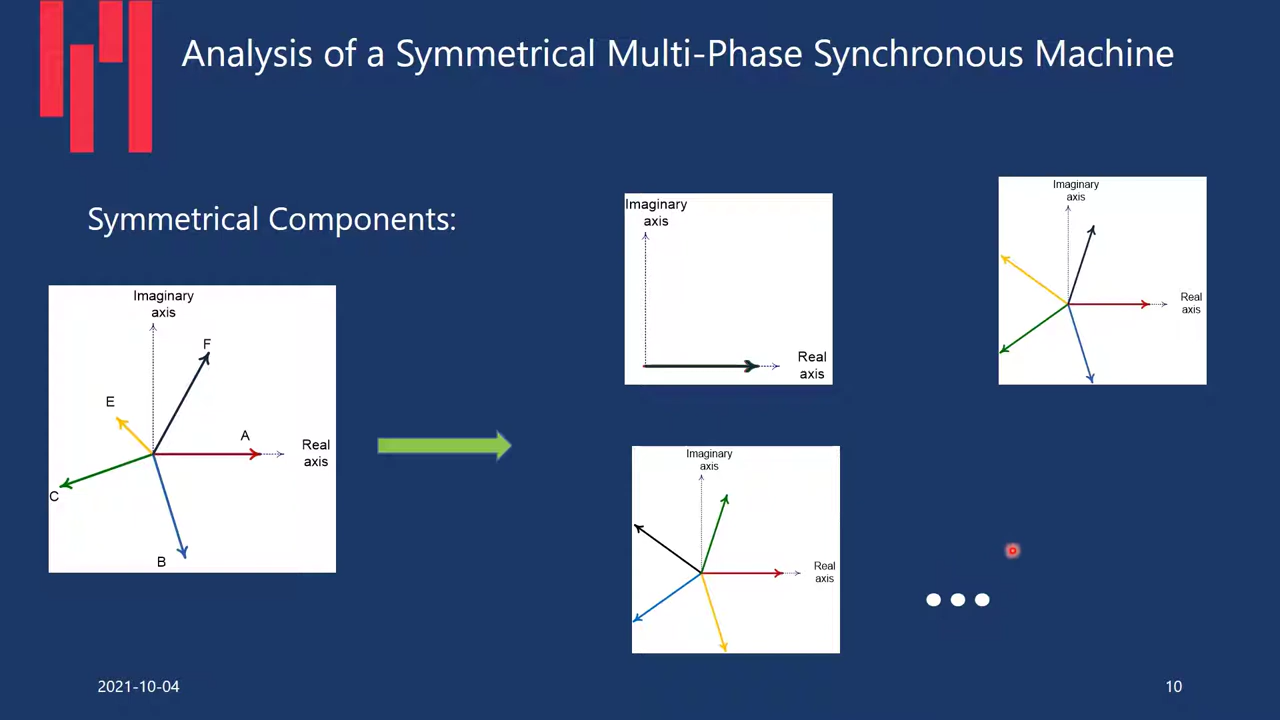 Analysis of a Symmetrical Multi-Phase Synchronous Machine
Symmetrical Components:
Imaginary
axis
F
E
A
Real
axis
C
B
Imaginary
axis
Real
axis
Imaginary
axis
Real
axis
Imaginary
axis
Real
axis
2021-10-04
10